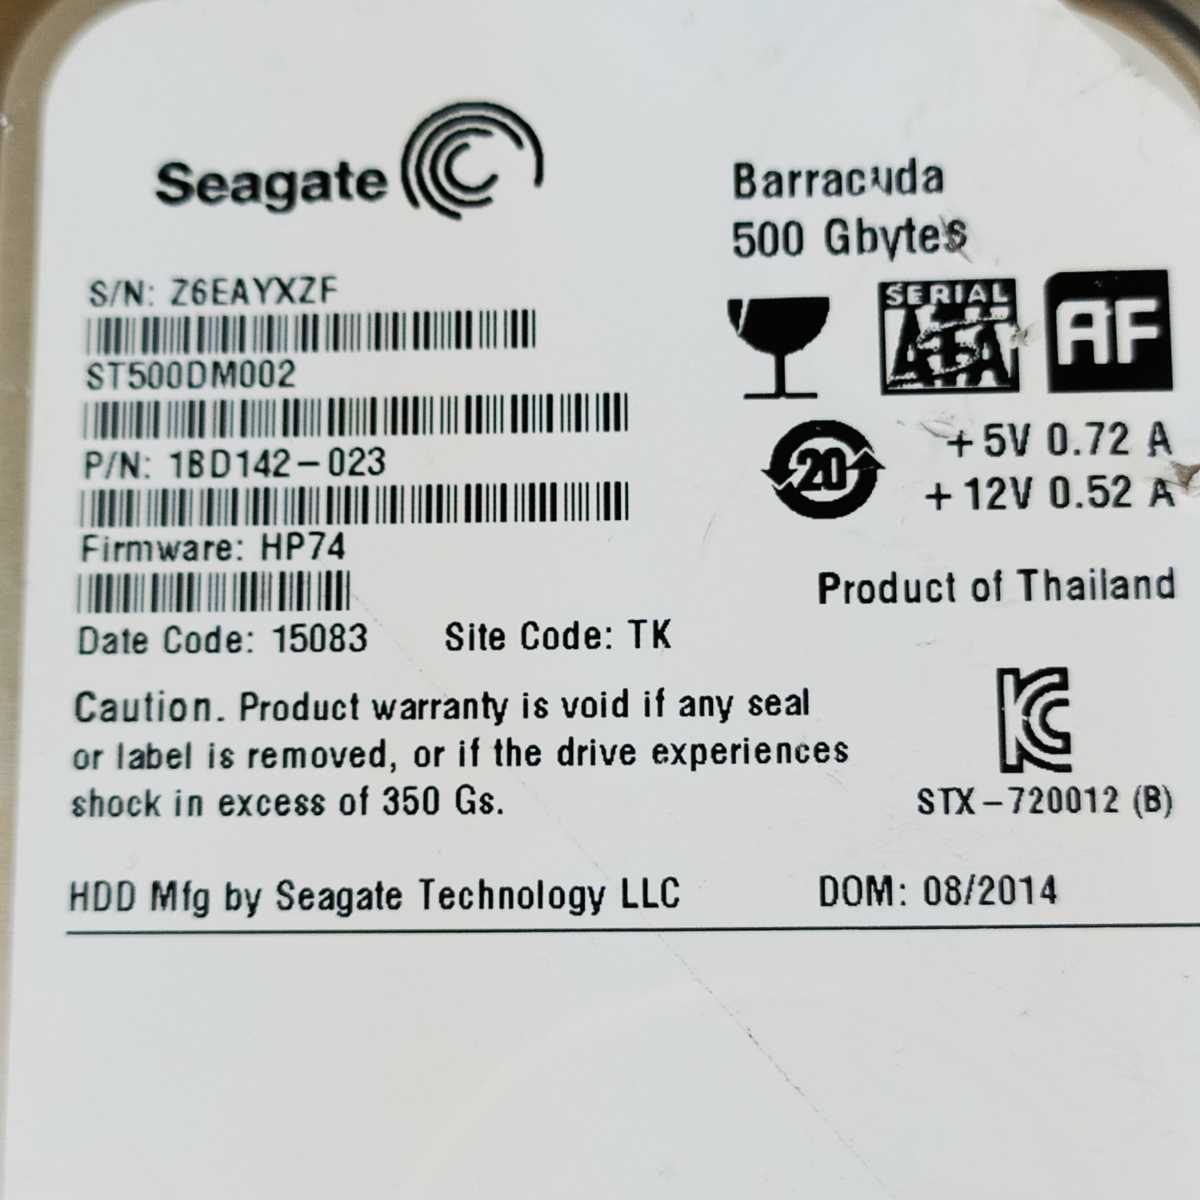 Seagate
Barracuda
500 Gbytes
S/N: Z6EAYXZF
ST500DM002
P/N: 1BD142-023
Firmware: HP74
Date Code: 15083
Site Code: TK
SERIAL
ATA
AF
20
+5V 0.72 A
+12V 0.52 A
Product of Thailand
Caution. Product warranty is void if any seal
or label is removed, or if the drive experiences
shock in excess of 350 Gs.
KC
STX-720012 (B)
HDD Mfg by Seagate Technology LLC
DOM: 08/2014